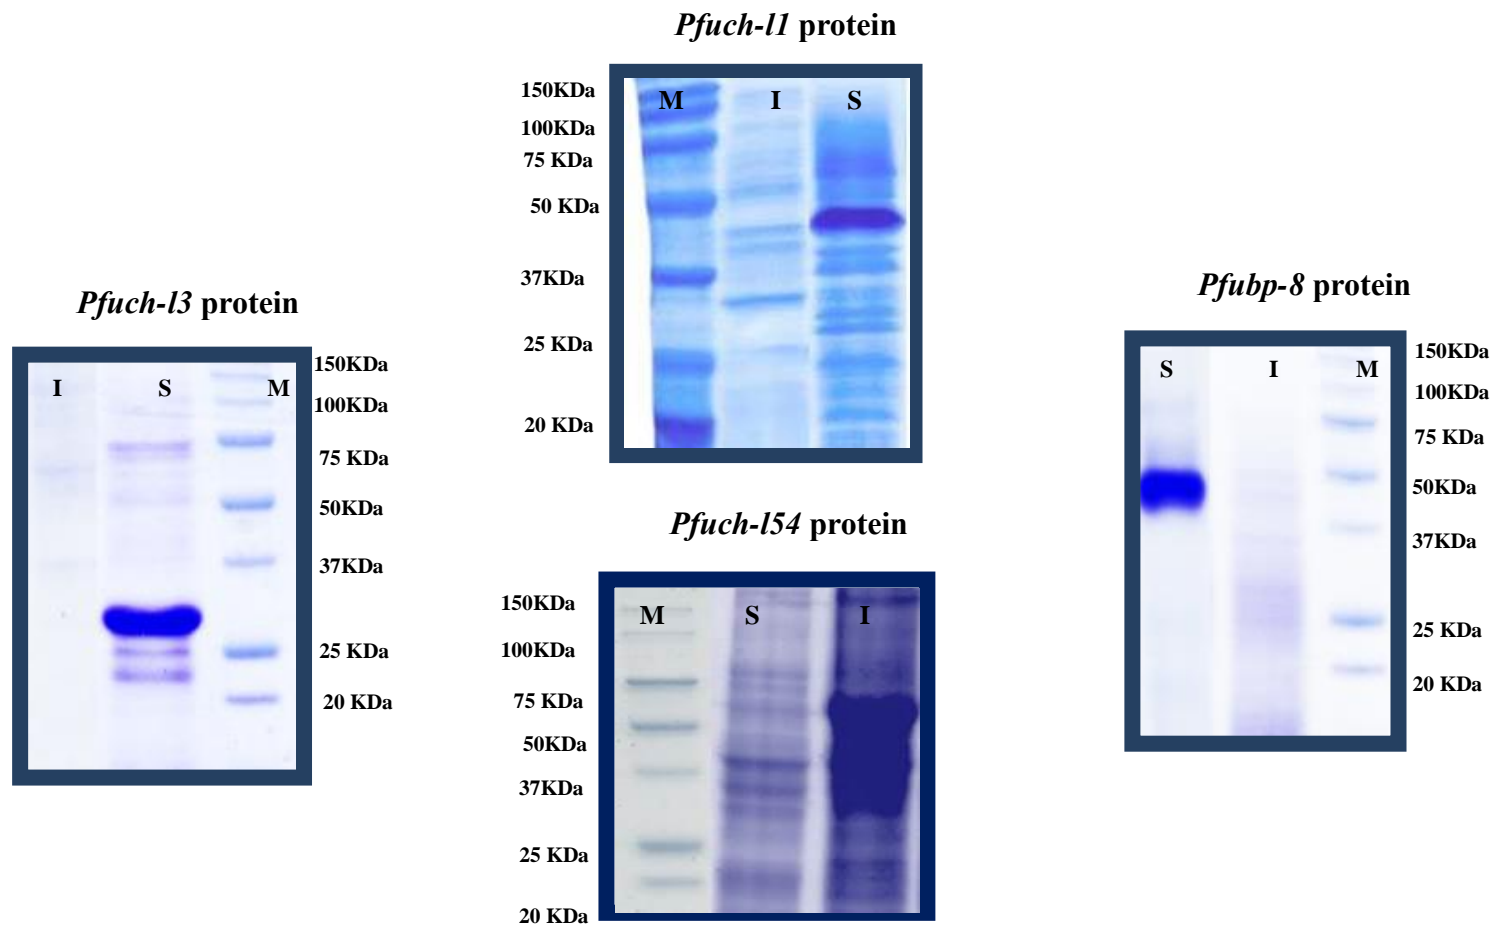 Pfuch-l1 protein
150KDa
100KDa
75 KDa
50 KDa
37KDa
25 KDa
20 KDa
M I S
Pfuch-l3 protein
I S M
150KDa
100KDa
75 KDa
50KDa
37KDa
25 KDa
20 KDa
Pfuch-l54 protein
150KDa
100KDa
75 KDa
50KDa
37KDa
25 KDa
20 KDa
M S I
Pfubp-8 protein
S I M
150KDa
100KDa
75 KDa
50KDa
37KDa
25 KDa
20 KDa